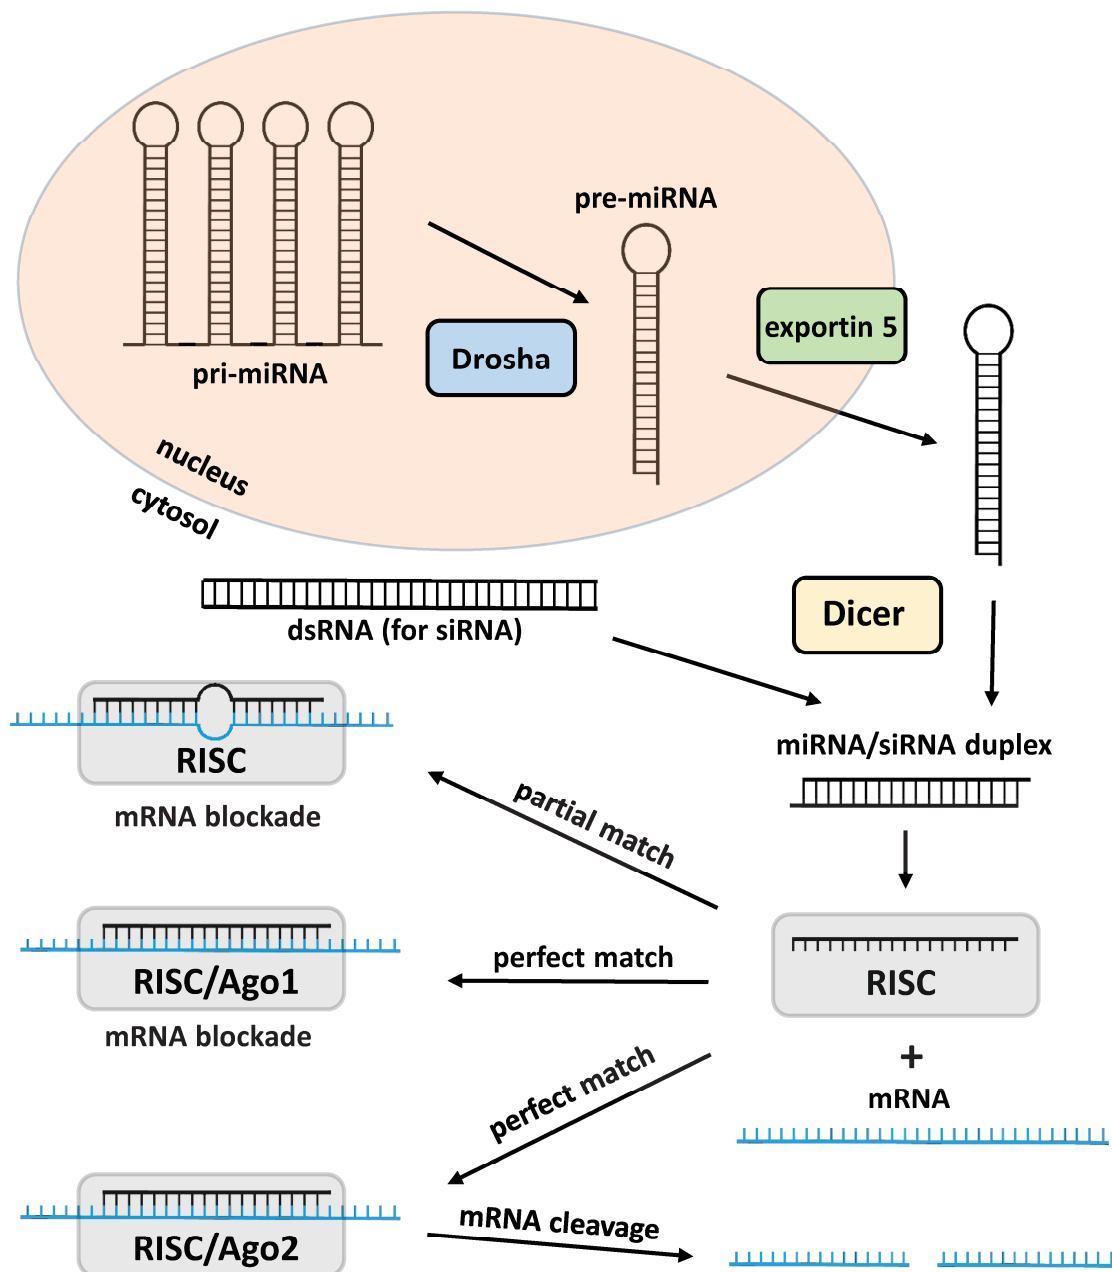 pre-miRNA
exportin 5
Drosha
pri-miRNA
nucleus
cytosol
dsRNA (for siRNA)
Dicer
miRNA/siRNA duplex
RISC
mRNA blockade
partial match
RISC/Ago1
mRNA blockade
perfect match
RISC
+
mRNA
perfect match
RISC/Ago2
mRNA cleavage